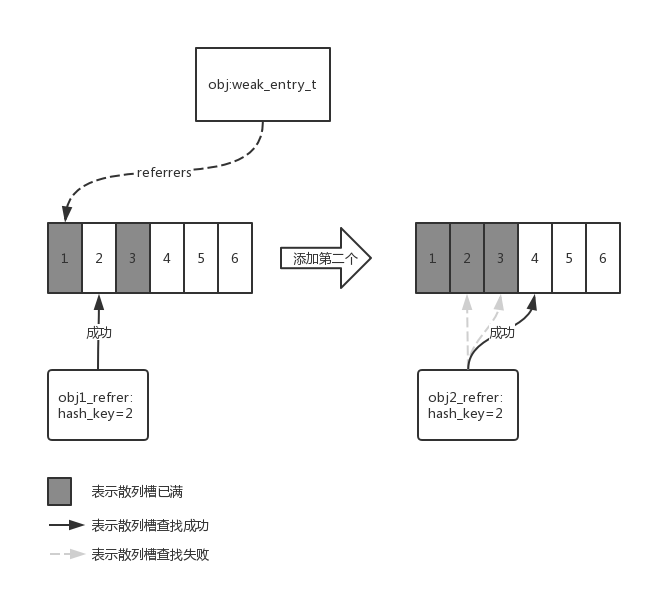 obj:weak_entry_t
referrers
1 2 3 4 5 6
添加第二个
1 2 3 4 5 6
成功
成功
obj1_refrer:
hash_key=2
obj2_refrer:
hash_key=2
表示散列槽已满
表示散列槽查找成功
表示散列槽查找失败